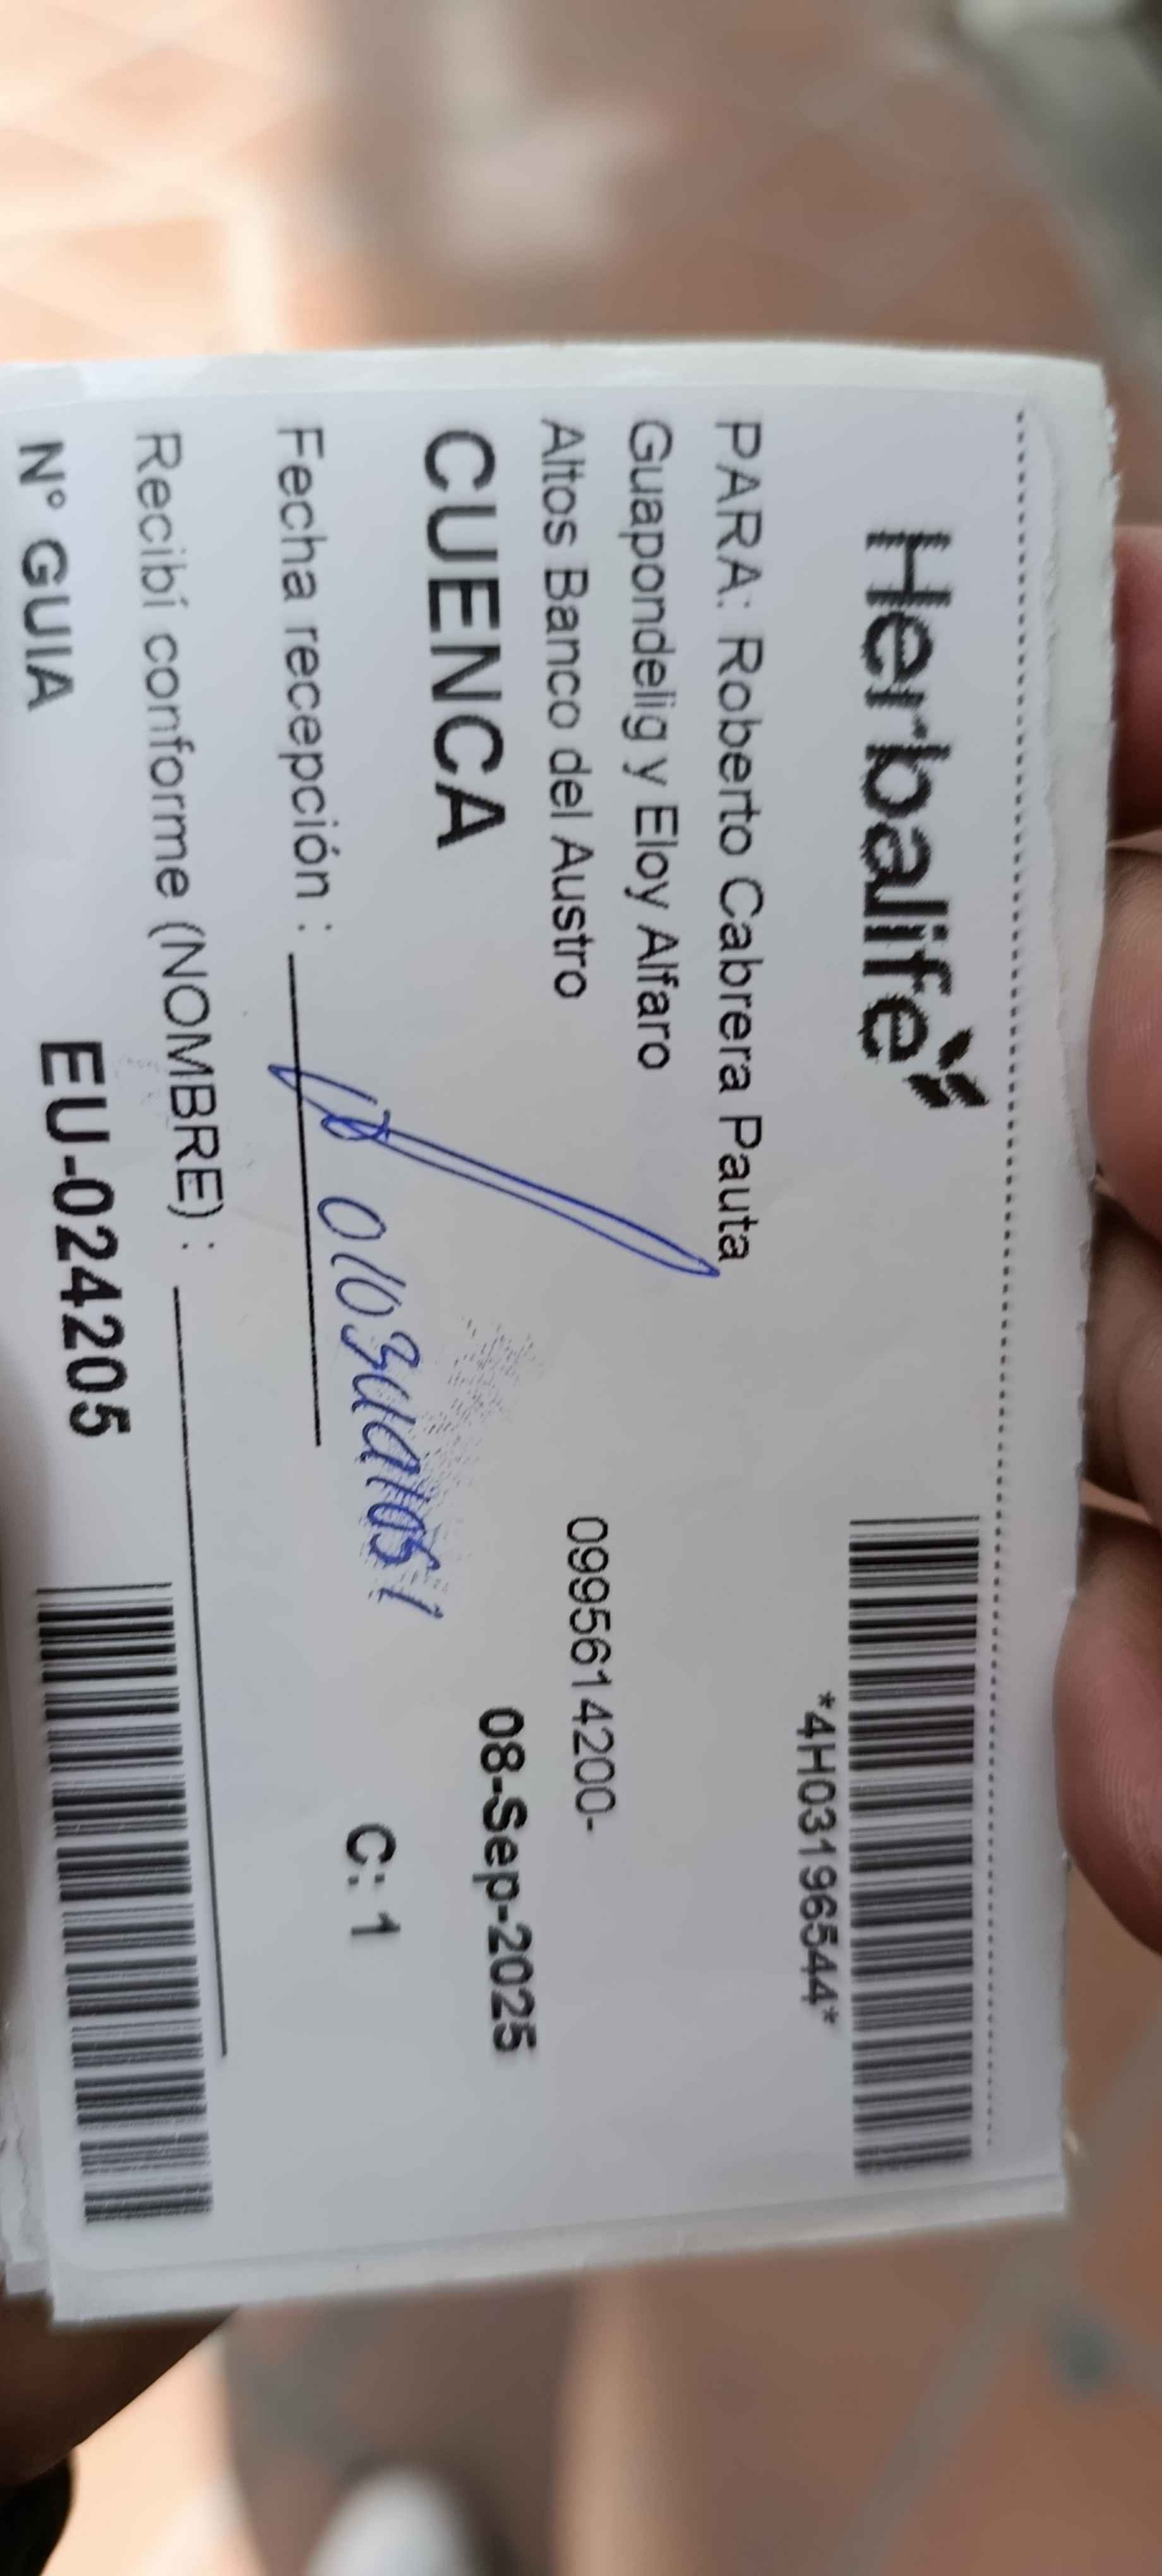 Herbalife
*4H03196544*
PARA: Roberto Cabrera Pauta
Guapondelig y Eloy Alfaro
Altos Banco del Austro
0995614200-
CUENCA
08-Sep-2025
Fecha recepción :
C: 1
Recibí conforme (NOMBRE) :
N° GUIA
EU-024205